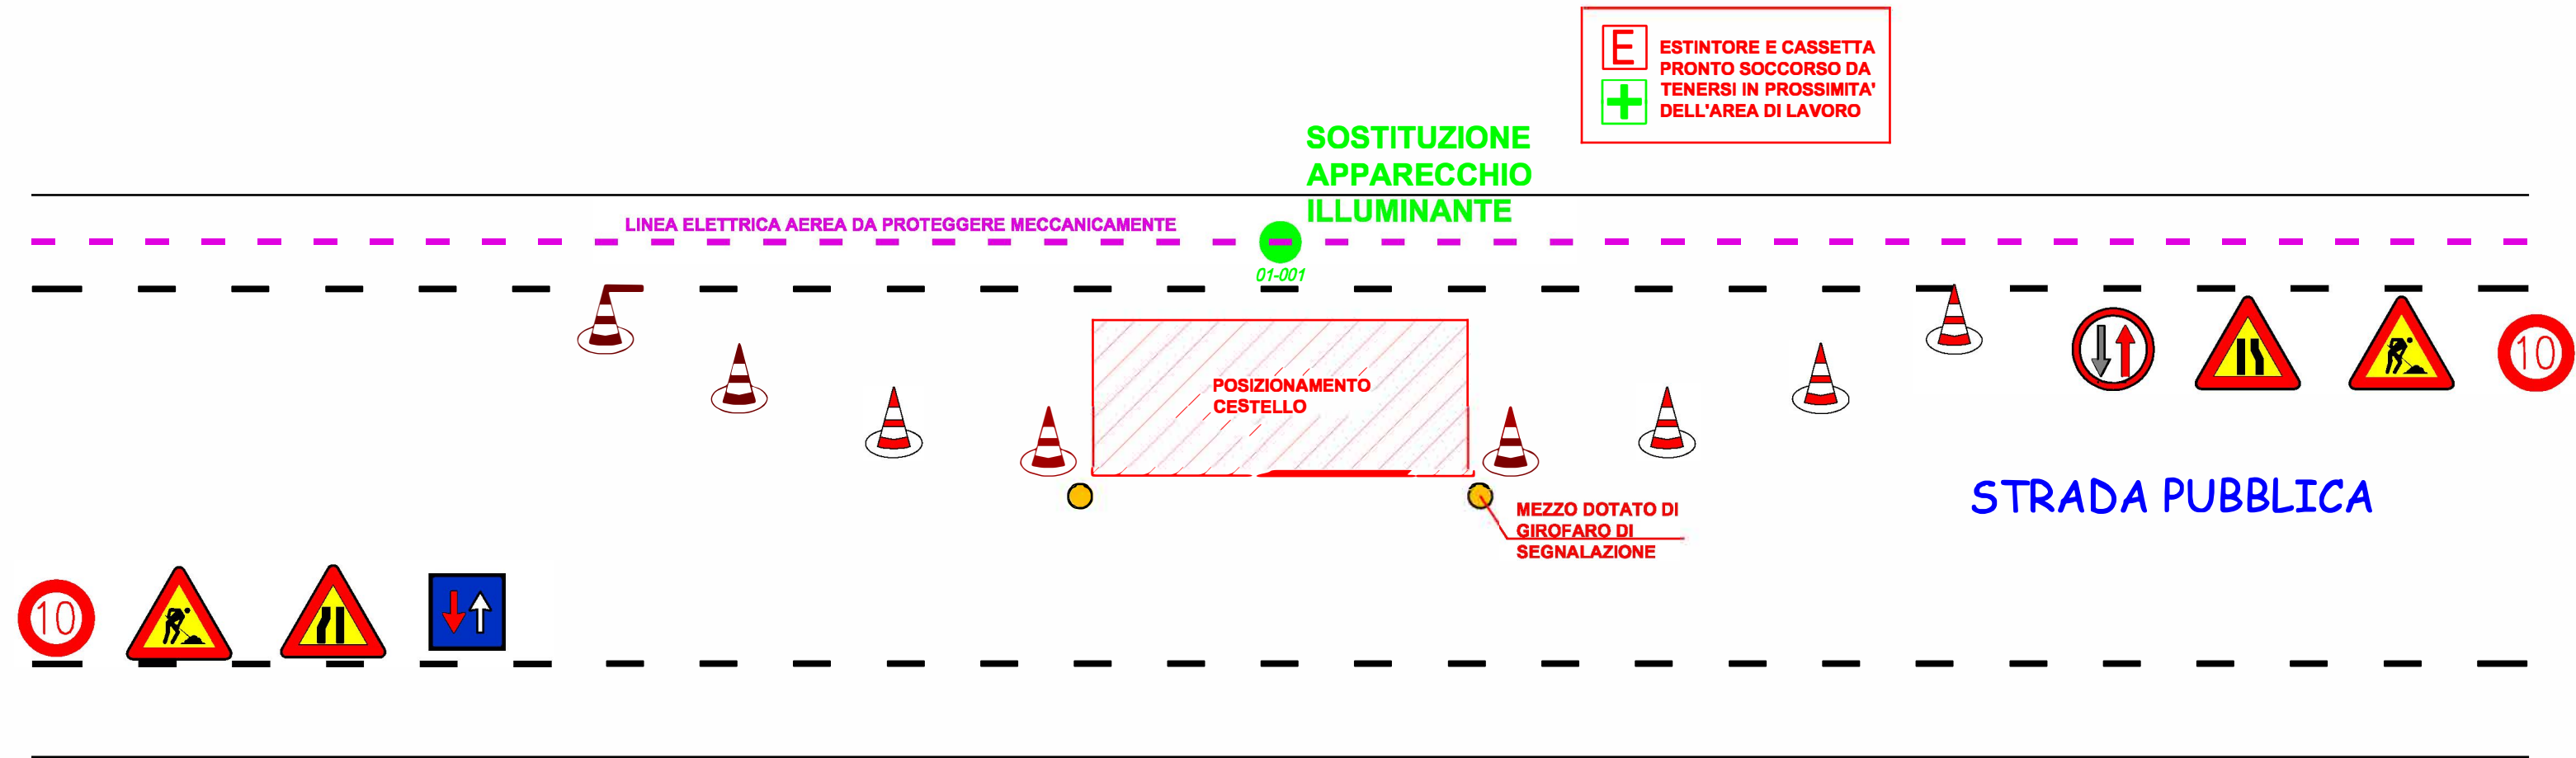 E
ESTINTORE E CASSETTA
PRONTO SOCCORSO DA
TENERSI IN PROSSIMITA'
DELL'AREA DI LAVORO
SOSTITUZIONE
APPARECCHIO
ILLUMINANTE
LINEA ELETTRICA AEREA DA PROTEGGERE MECCANICAMENTE
01-001
10
POSIZIONAMENTO
CESTELLO
STRADA PUBBLICA
MEZZO DOTATO DI
GIROFARO DI
SEGNALAZIONE
10